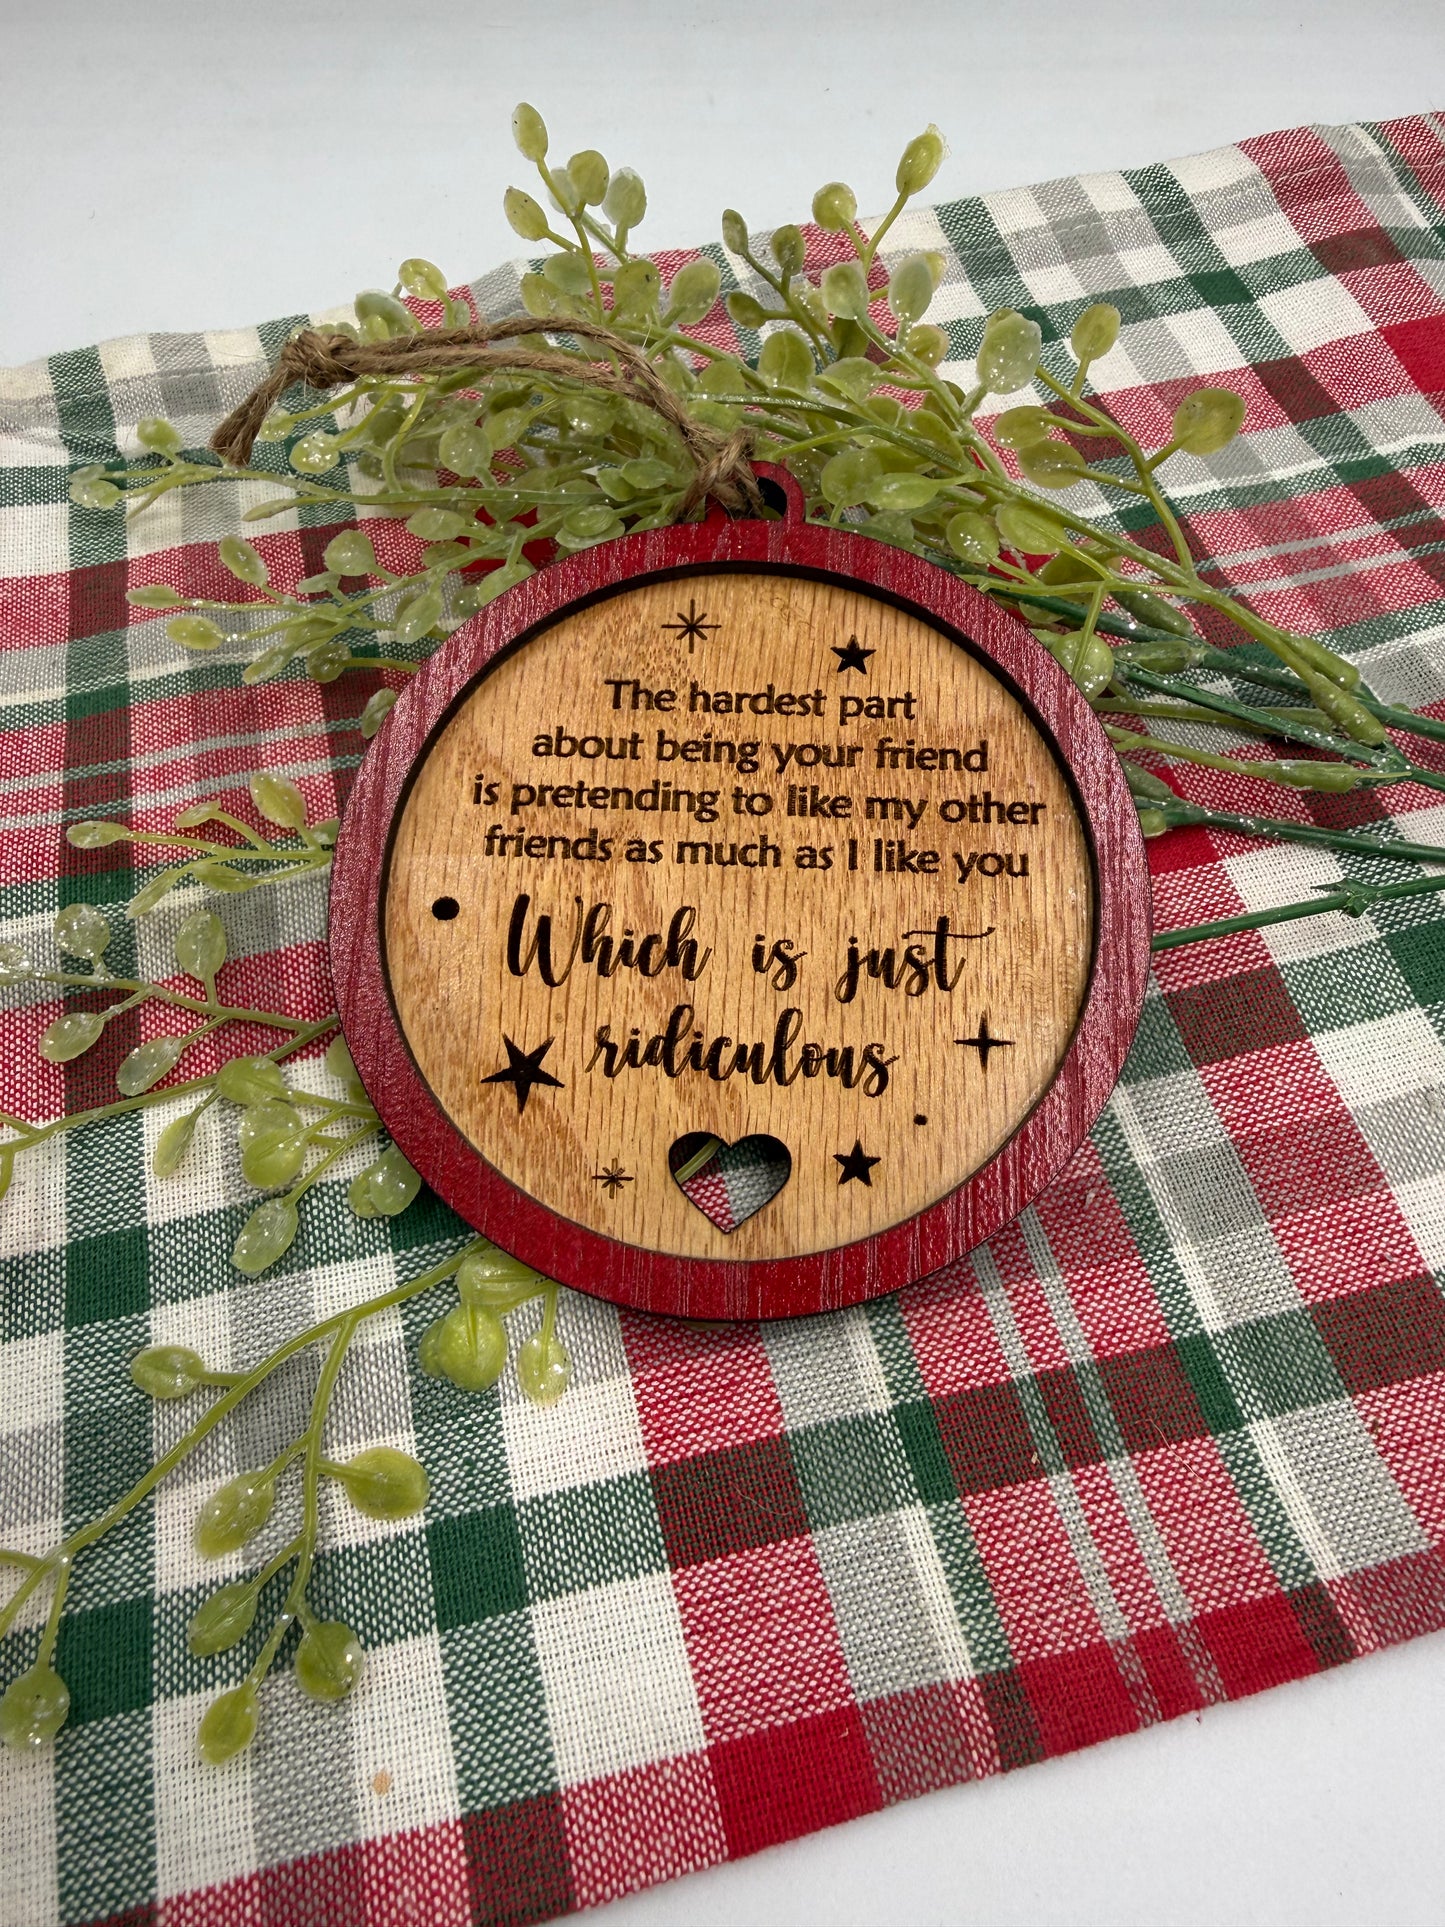 The hardest part
about being your friend
is pretending to like my other
friends as much as I like you
Which is just
ridiculous